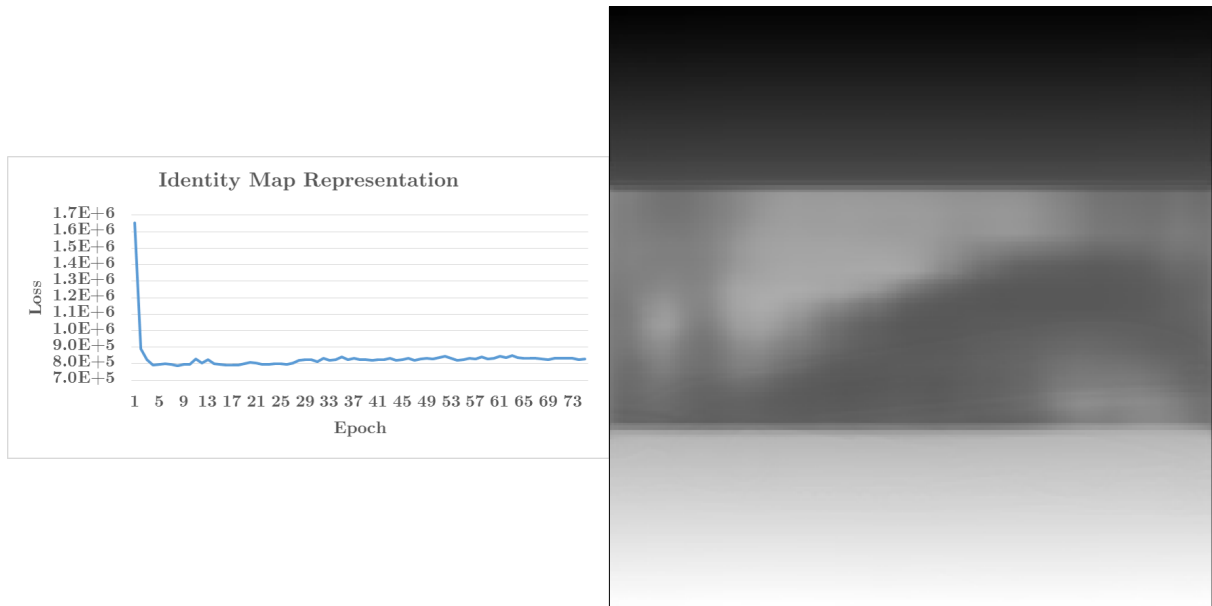 Identity Map Representation
1.7E+6
1.6E+6
1.5E+6
1.4E+6
1.3E+6
1.2E+6
1.1E+6
1.0E+6
9.0E+5
8.0E+5
7.0E+5
Loss
1 5 9 13 17 21 25 29 33 37 41 45 49 53 57 61 65 69 73
Epoch